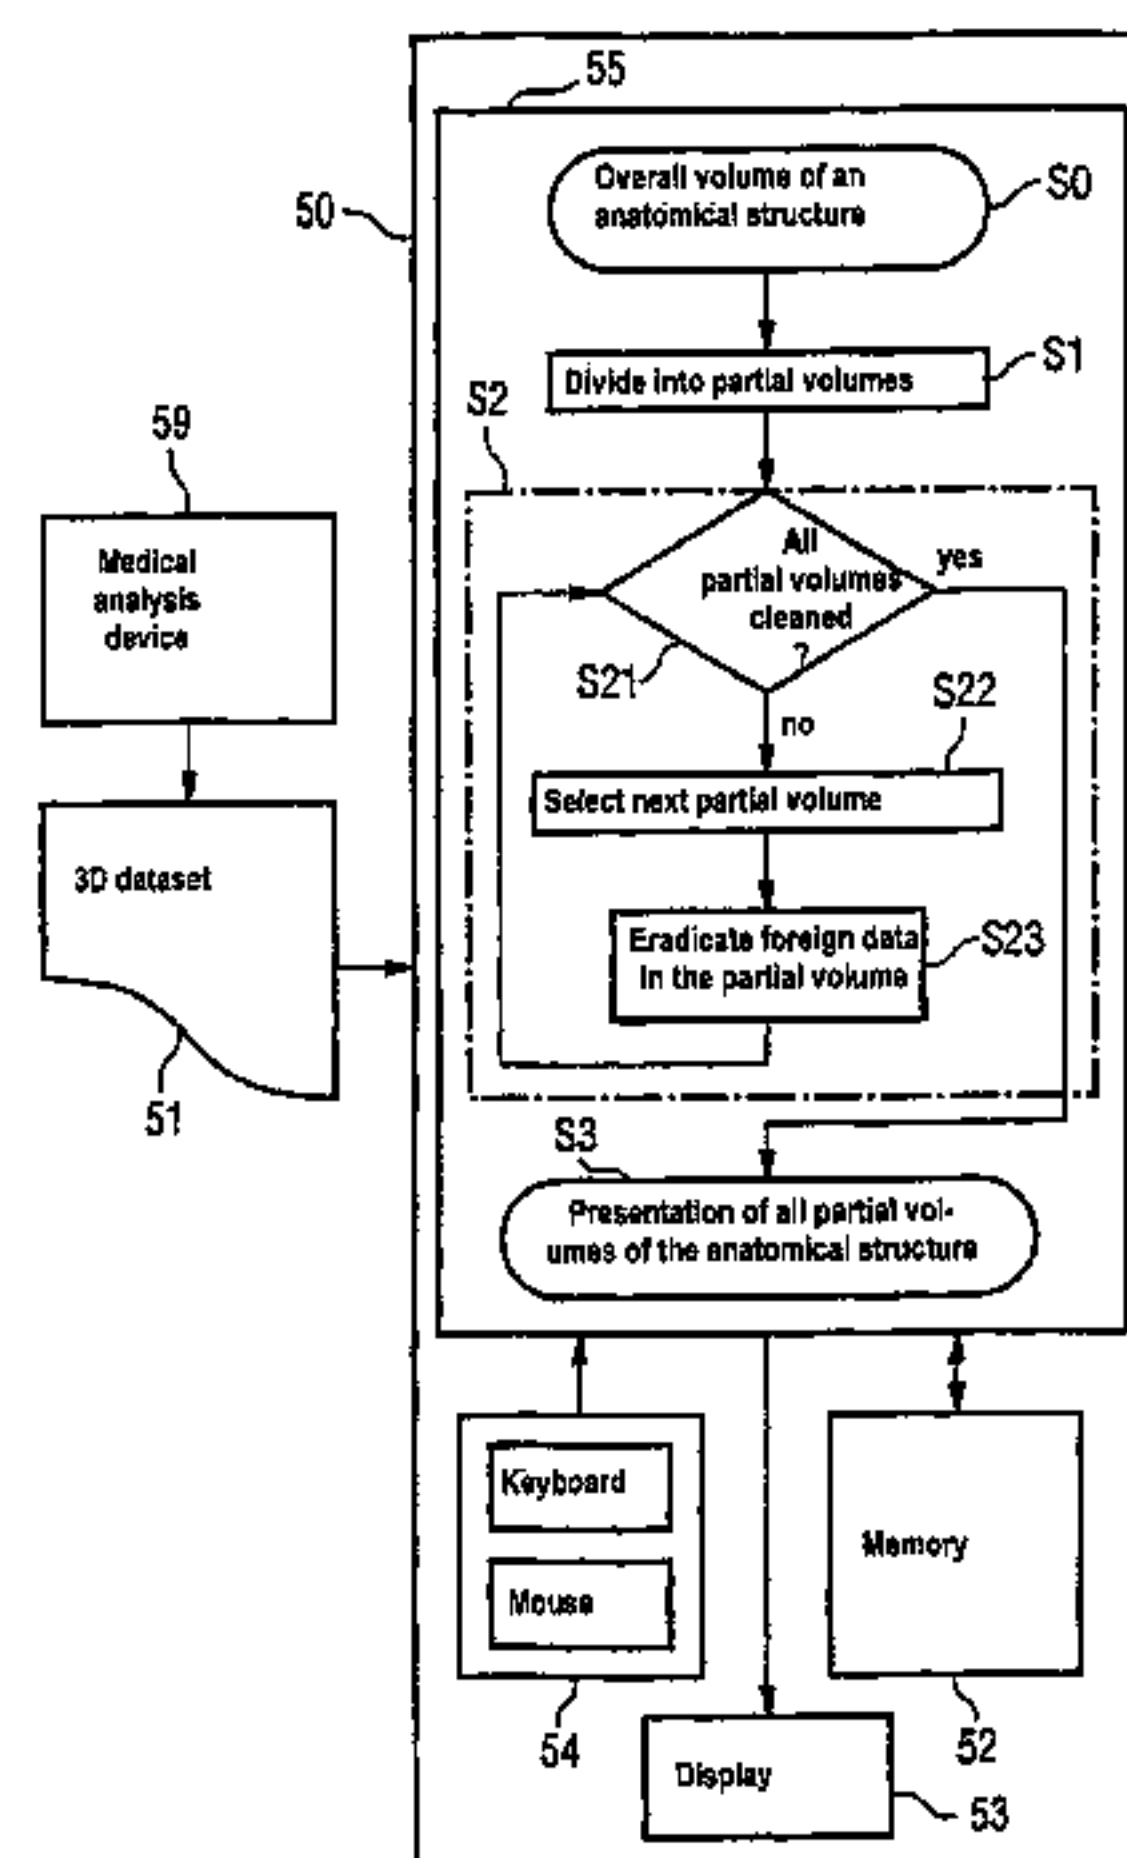 55
Overall volume of an
anatomical structure
S0
50
Divide into partial volumes
S1
S2
59
Medical
analysis
device
All
partial volumes
cleaned
?
yes
S21
no
S22
Select next partial volume
3D dataset
Eradicate foreign data
in the partial volume
S23
51
S3
Presentation of all partial vol-
umes of the anatomical structure
Keyboard
Mouse
Memory
54
52
Display
53